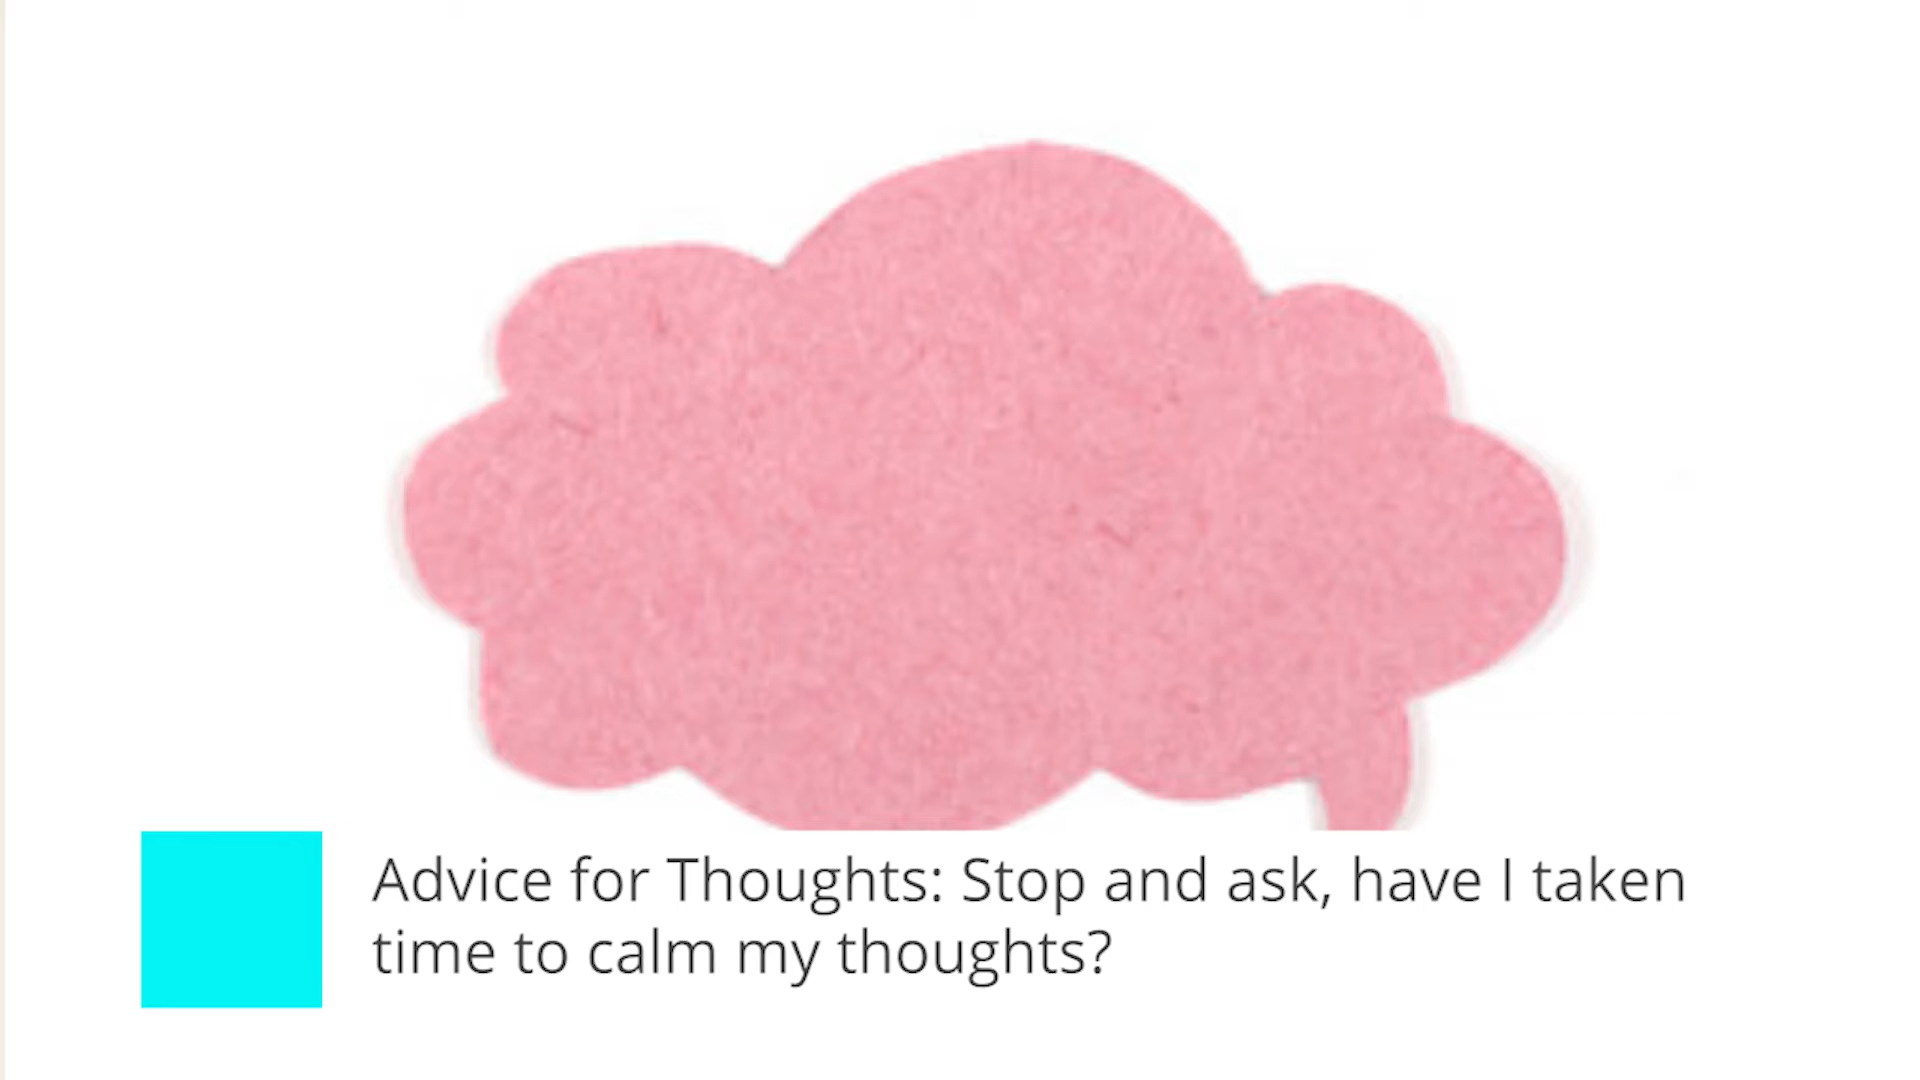 Advice for Thoughts: Stop and ask, have I taken
time to calm my thoughts?